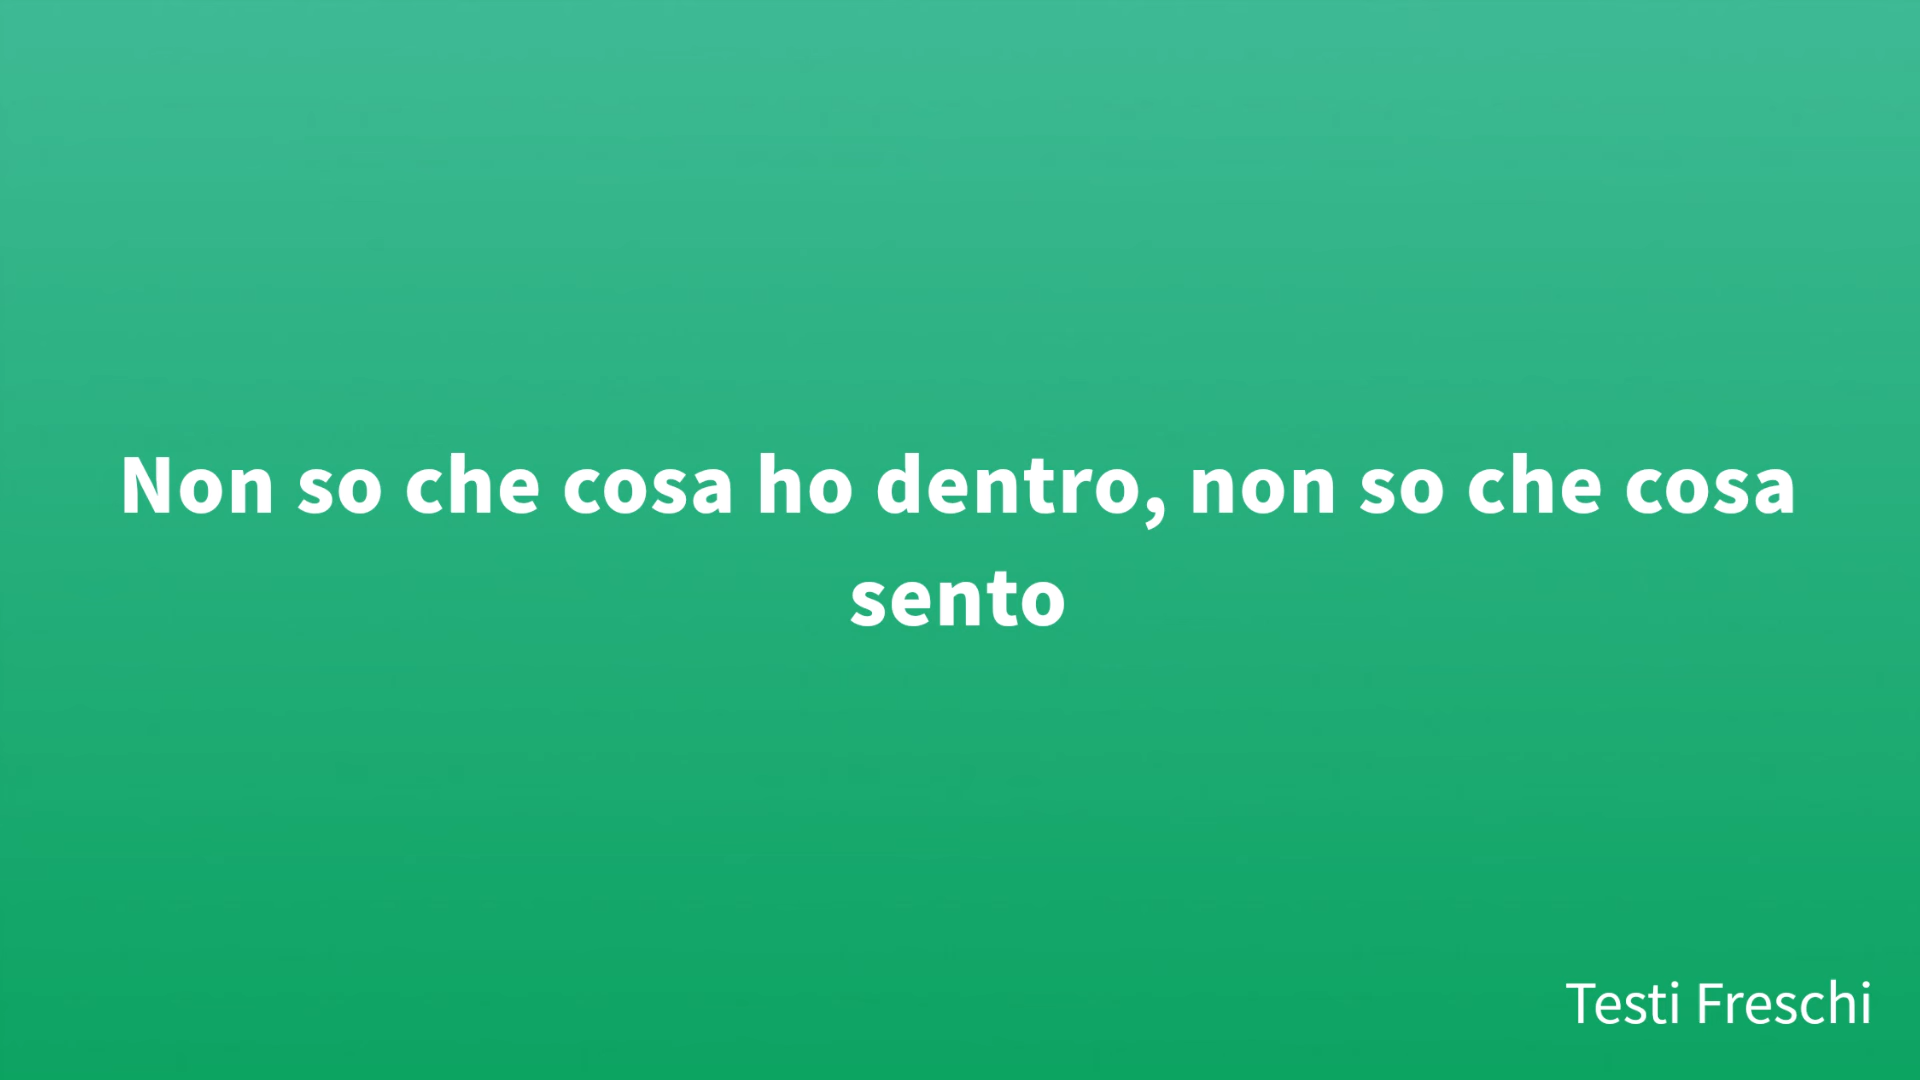 Non so che cosa ho dentro, non so che cosa
sento
Testi Freschi